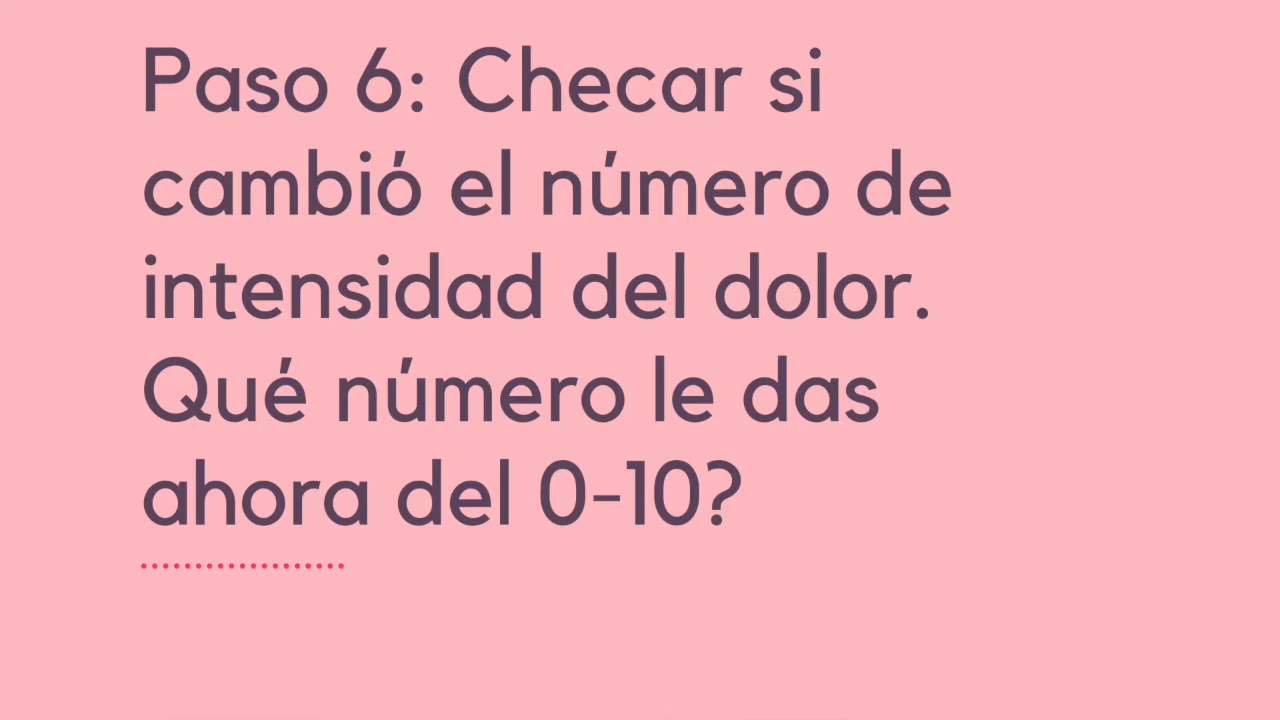 Paso 6: Checar si
cambió el número de
intensidad del dolor.
Qué número le das
ahora del 0-10?